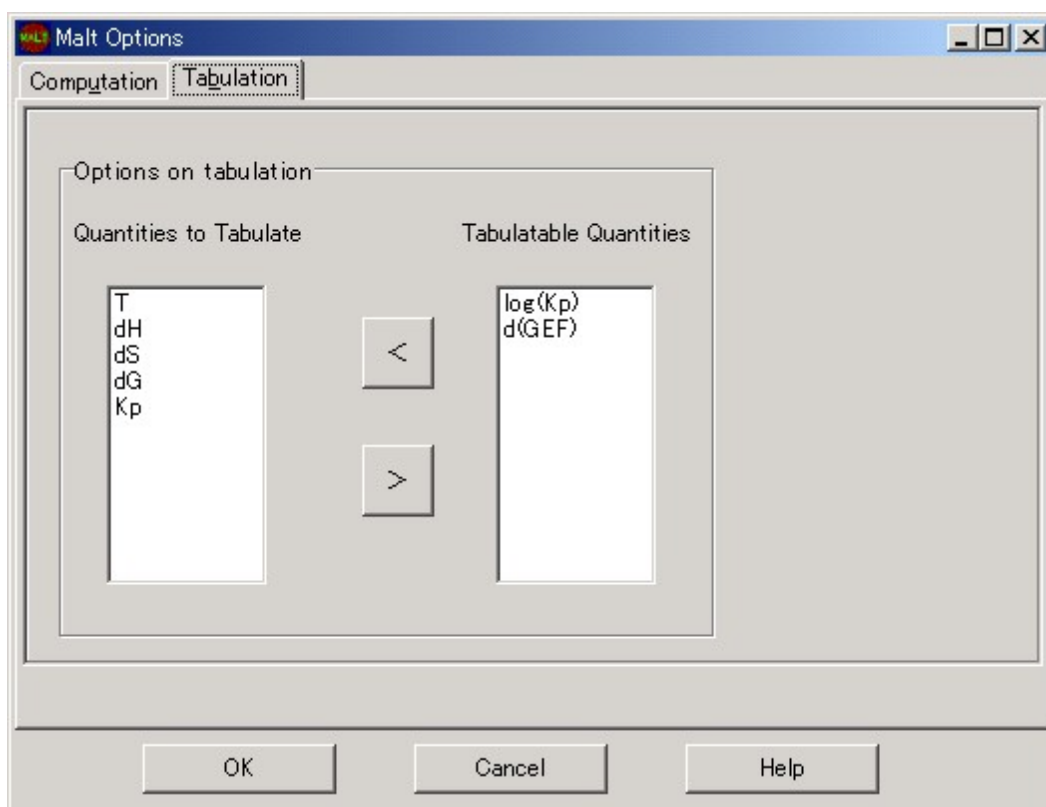 MALT Malt Options
Computation Tabulation
Options on tabulation
Quantities to Tabulate Tabulatable Quantities
T log(Kp)
dH d(GEF)
dS
dG
Kp
<
>
OK Cancel Help